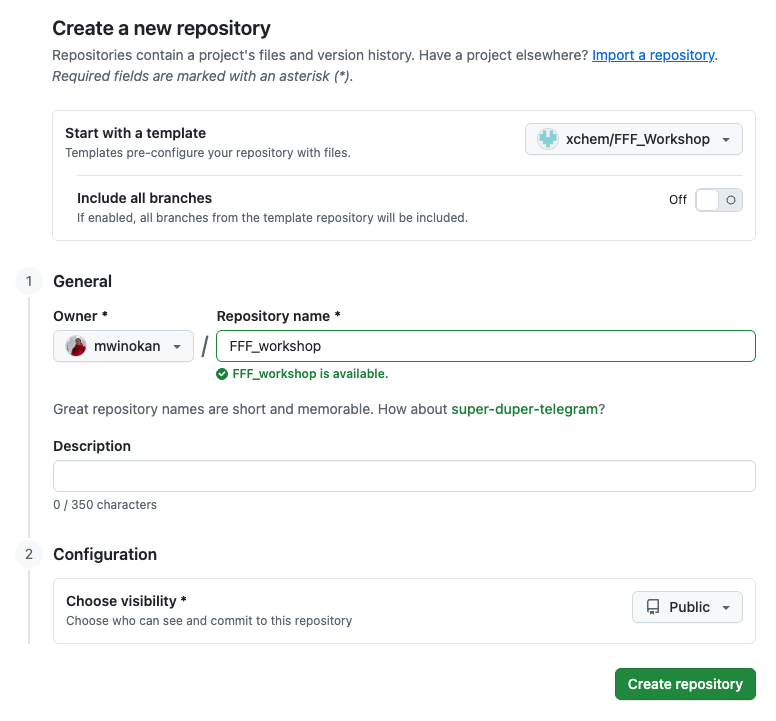 Create a new repository
Repositories contain a project's files and version history. Have a project elsewhere? Import a repository.
Required fields are marked with an asterisk (*).
Start with a template
Templates pre-configure your repository with files.
xchem/FFF_Workshop
Include all branches
If enabled, all branches from the template repository will be included.
Off
1 General
Owner *
Repository name *
mwinokan / FFF_workshop
FFF_workshop is available.
Great repository names are short and memorable. How about super-duper-telegram?
Description
0 / 350 characters
2 Configuration
Choose visibility *
Choose who can see and commit to this repository
Public
Create repository